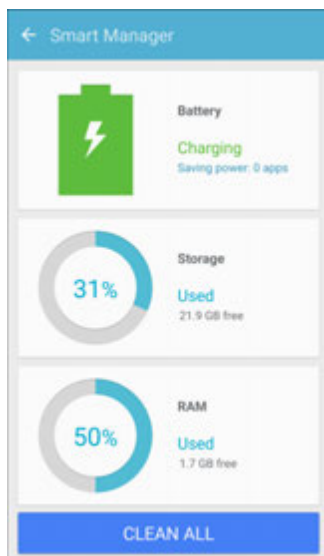 Smart Manager
Battery
Charging
Saving power: 0 apps
31%
Storage
Used
21.9 GB free
50%
RAM
Used
1.7 GB free
CLEAN ALL